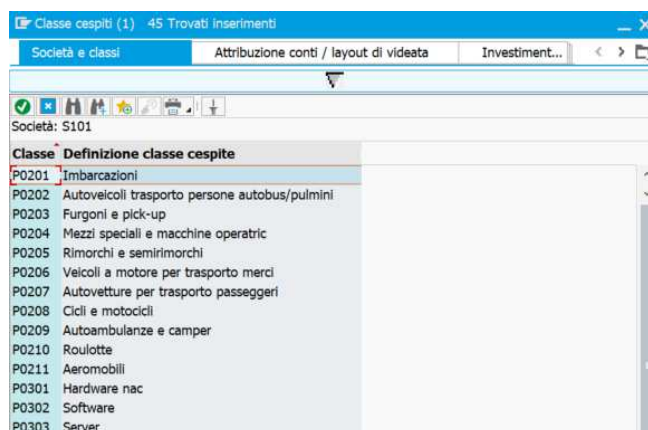 Classe cespiti (1) 45 Trovati inserimenti
Società e classi Attribuzione conti / layout di videata Investiment...
Società: S101
Classe Definizione classe cespite
P0201 Imbarcazioni
P0202 Autoveicoli trasporto persone autobus/pulmini
P0203 Furgoni e pick-up
P0204 Mezzi speciali e macchine operatric
P0205 Rimorchi e semirimorchi
P0206 Veicoli a motore per trasporto merci
P0207 Autovetture per trasporto passeggeri
P0208 Cicli e motocicli
P0209 Autoambulanze e camper
P0210 Roulotte
P0211 Aeromobili
P0301 Hardware nac
P0302 Software
P0303 Server